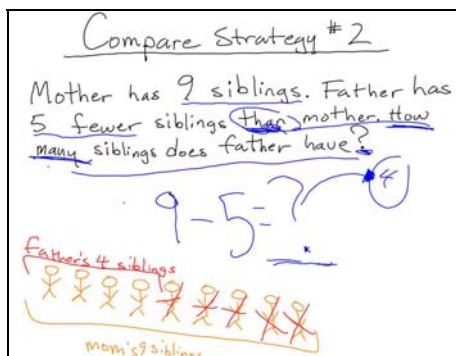 Compare Strategy #2
Mother has 9 siblings. Father has
5 fewer siblings than mother. How
many siblings does father have?
9 - 5 = ? 4
father's 4 siblings
mom's 9 siblings